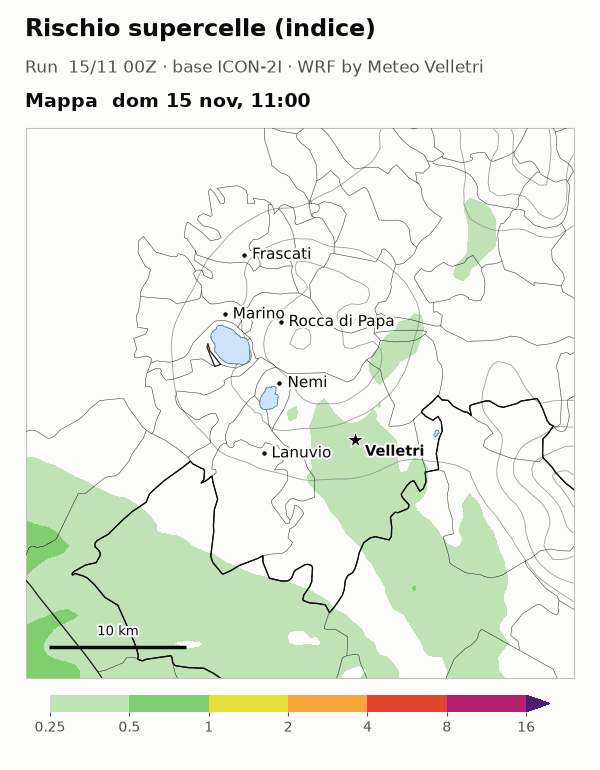 Rischio supercelle (indice)
Run  15/11 00Z · base ICON-2I · WRF by Meteo Velletri
Mappa  dom 15 nov, 11:00
Frascati
Marino
Rocca di Papa
Nemi
Velletri
Lanuvio
10 km
0.25 0.5 1 2 4 8 16